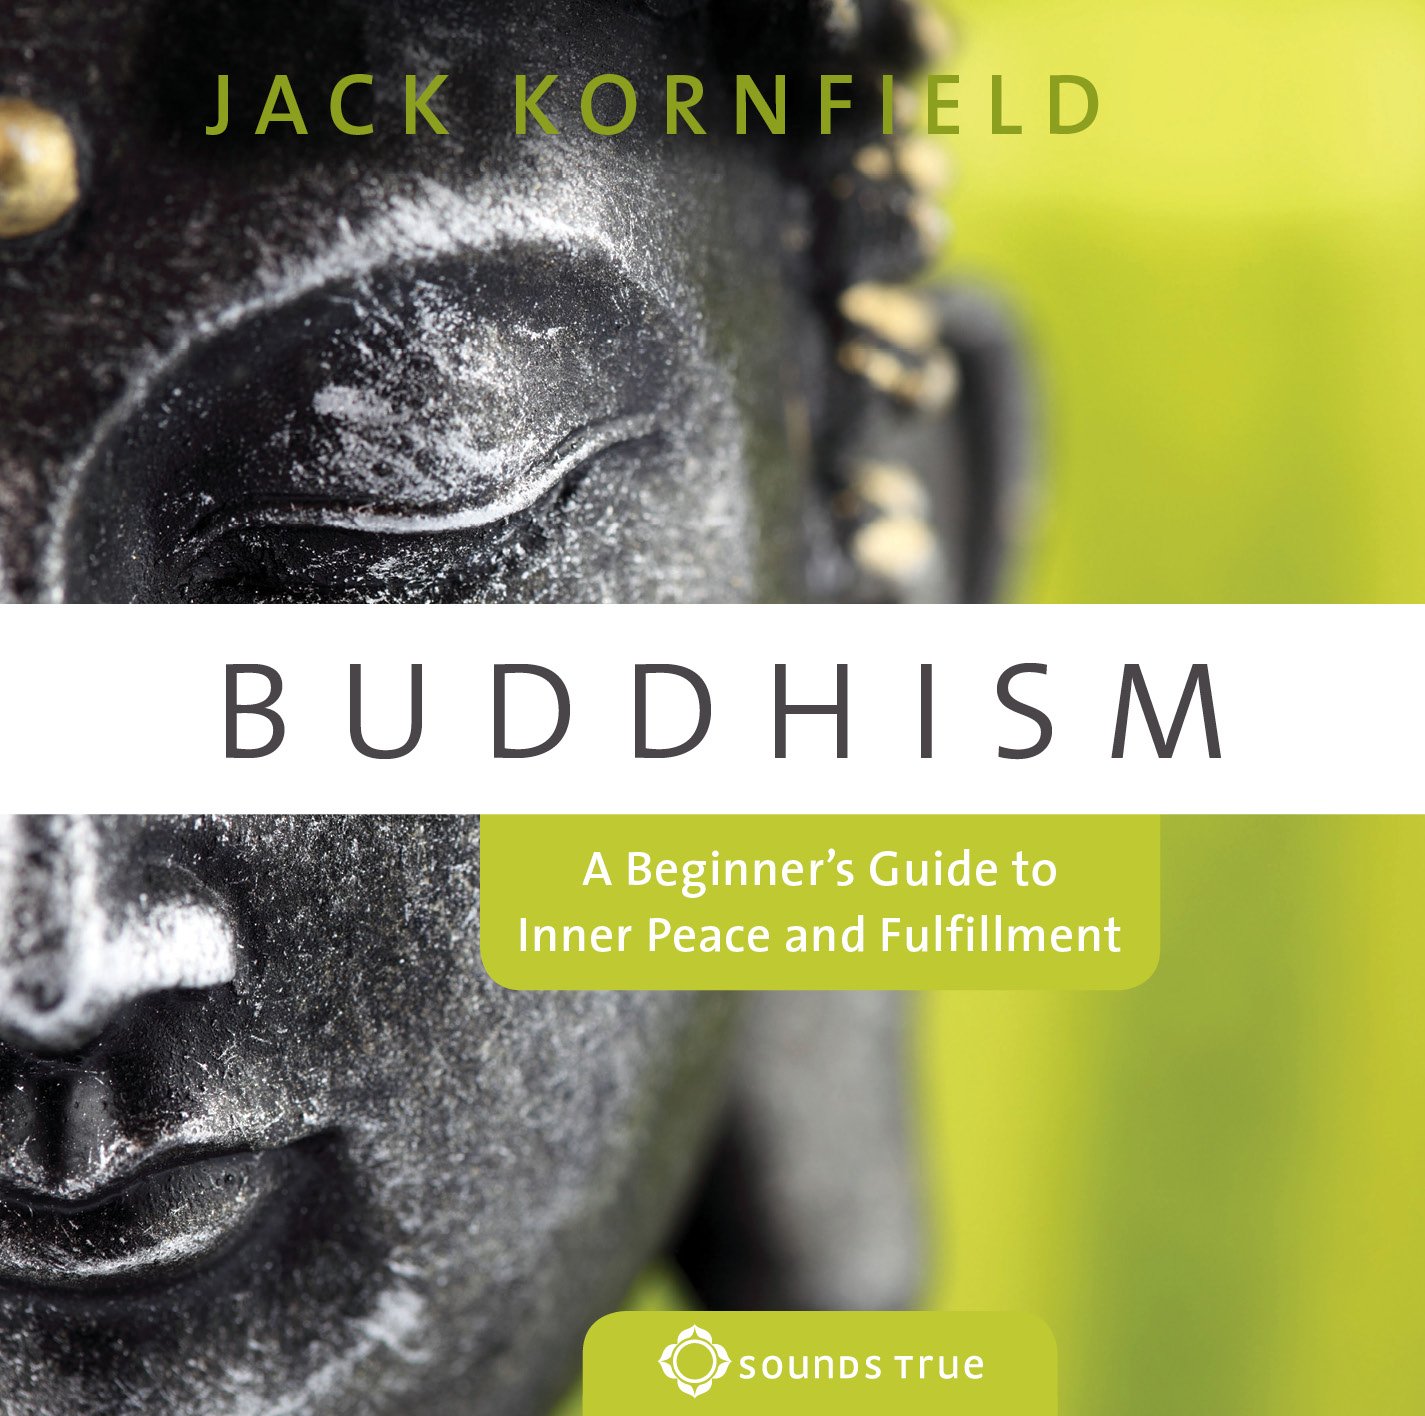 JACK KORNFIELD
BUDDHISM
A Beginner’s Guide to
Inner Peace and Fulfillment
SOUNDS TRUE